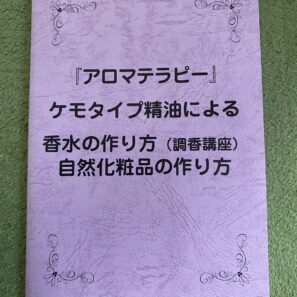 『アロマテラピー』
ケモタイプ精油による
香水の作り方（調香講座）
自然化粧品の作り方